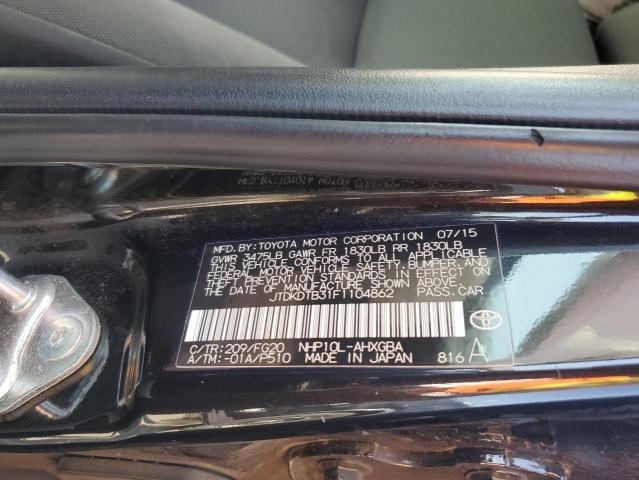 MFD. BY: TOYOTA MOTOR CORPORATION 07/15
GVWR 3475LB GAWR FR 1830LB RR 1830LB
THIS VEHICLE CONFORMS TO ALL APPLICABLE
FEDERAL MOTOR VEHICLE SAFETY, BUMPER, AND
THEFT PREVENTION STANDARDS IN EFFECT ON
THE DATE OF MANUFACTURE SHOWN ABOVE.
JTDKDTB31F1104862 PASS. CAR
C/TR: 209/FG20 NHP10L-AHXGBA
A/TM: -01A/P510 MADE IN JAPAN 816 A